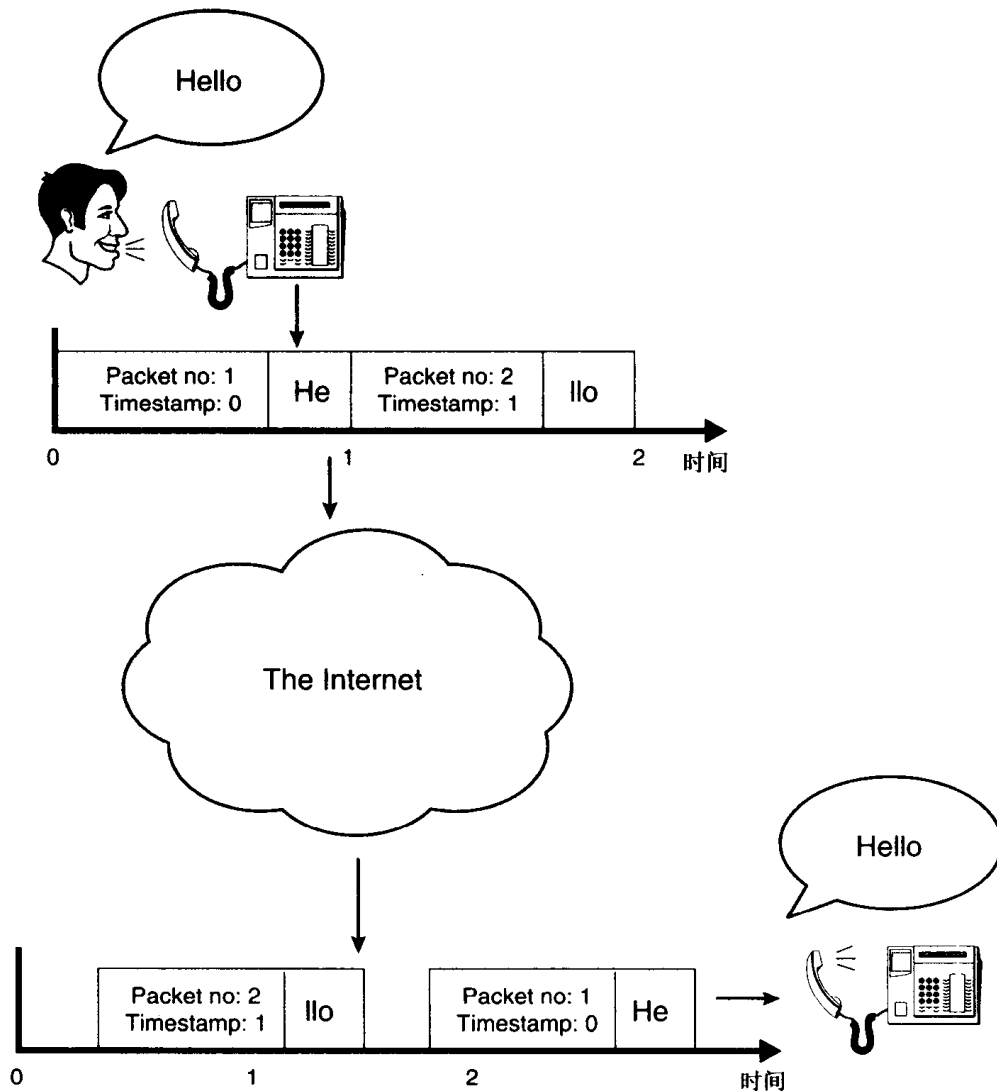 Hello
Packet no: 1
Timestamp: 0
He
Packet no: 2
Timestamp: 1
llo
0
1
2
时间
The Internet
Hello
Packet no: 2
Timestamp: 1
llo
Packet no: 1
Timestamp: 0
He
0
1
2
时间